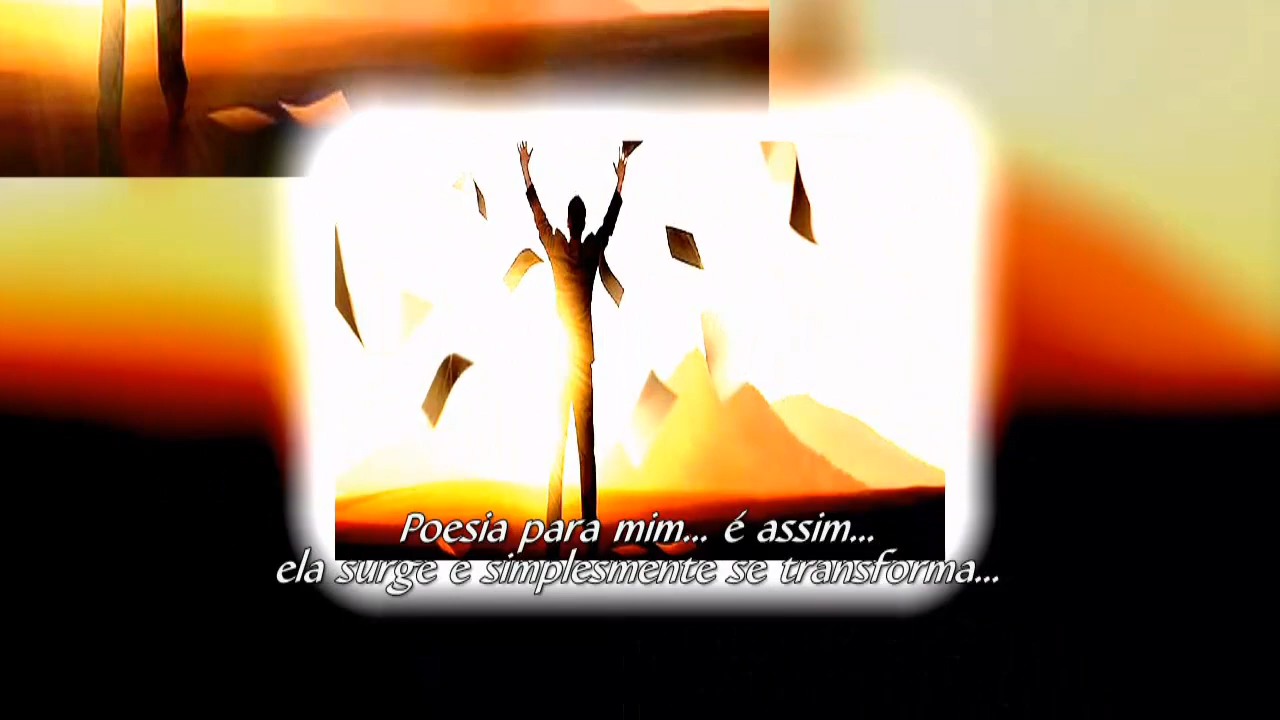 Poesia para mim... é assim...
ela surge e simplesmente se transforma...